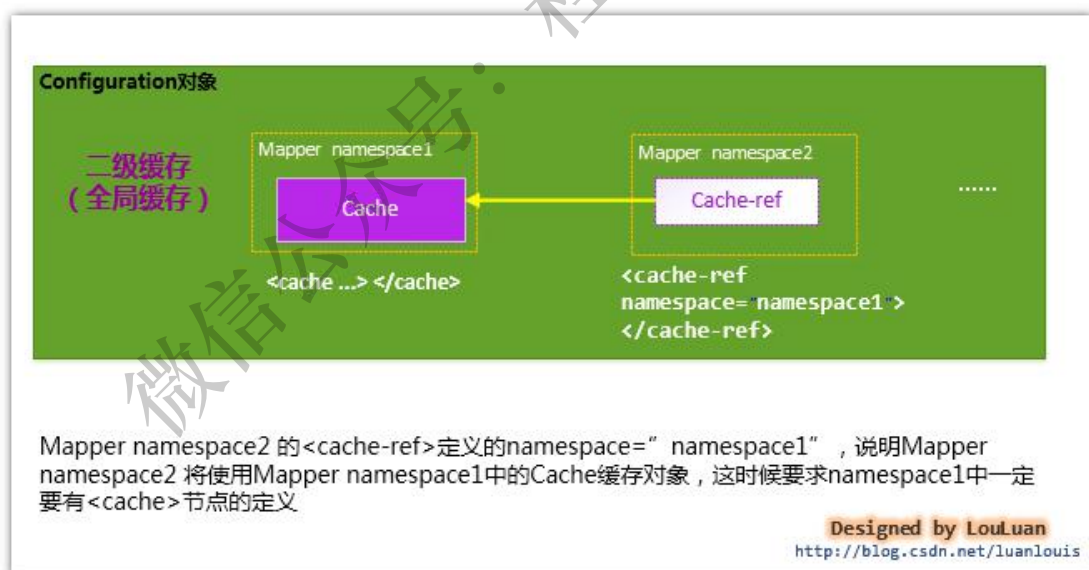 Configuration对象
二级缓存
（全局缓存）
Mapper namespace1
Cache
<cache ...> </cache>
Mapper namespace2
Cache-ref
<cache-ref
namespace="namespace1">
</cache-ref>
......
Mapper namespace2 的<cache-ref>定义的namespace=”namespace1”，说明Mapper
namespace2 将使用Mapper namespace1中的Cache缓存对象，这时候要求namespace1中一定
要有<cache>节点的定义
Designed by LouLuan
http://blog.csdn.net/luanlouis
微信公众号：程